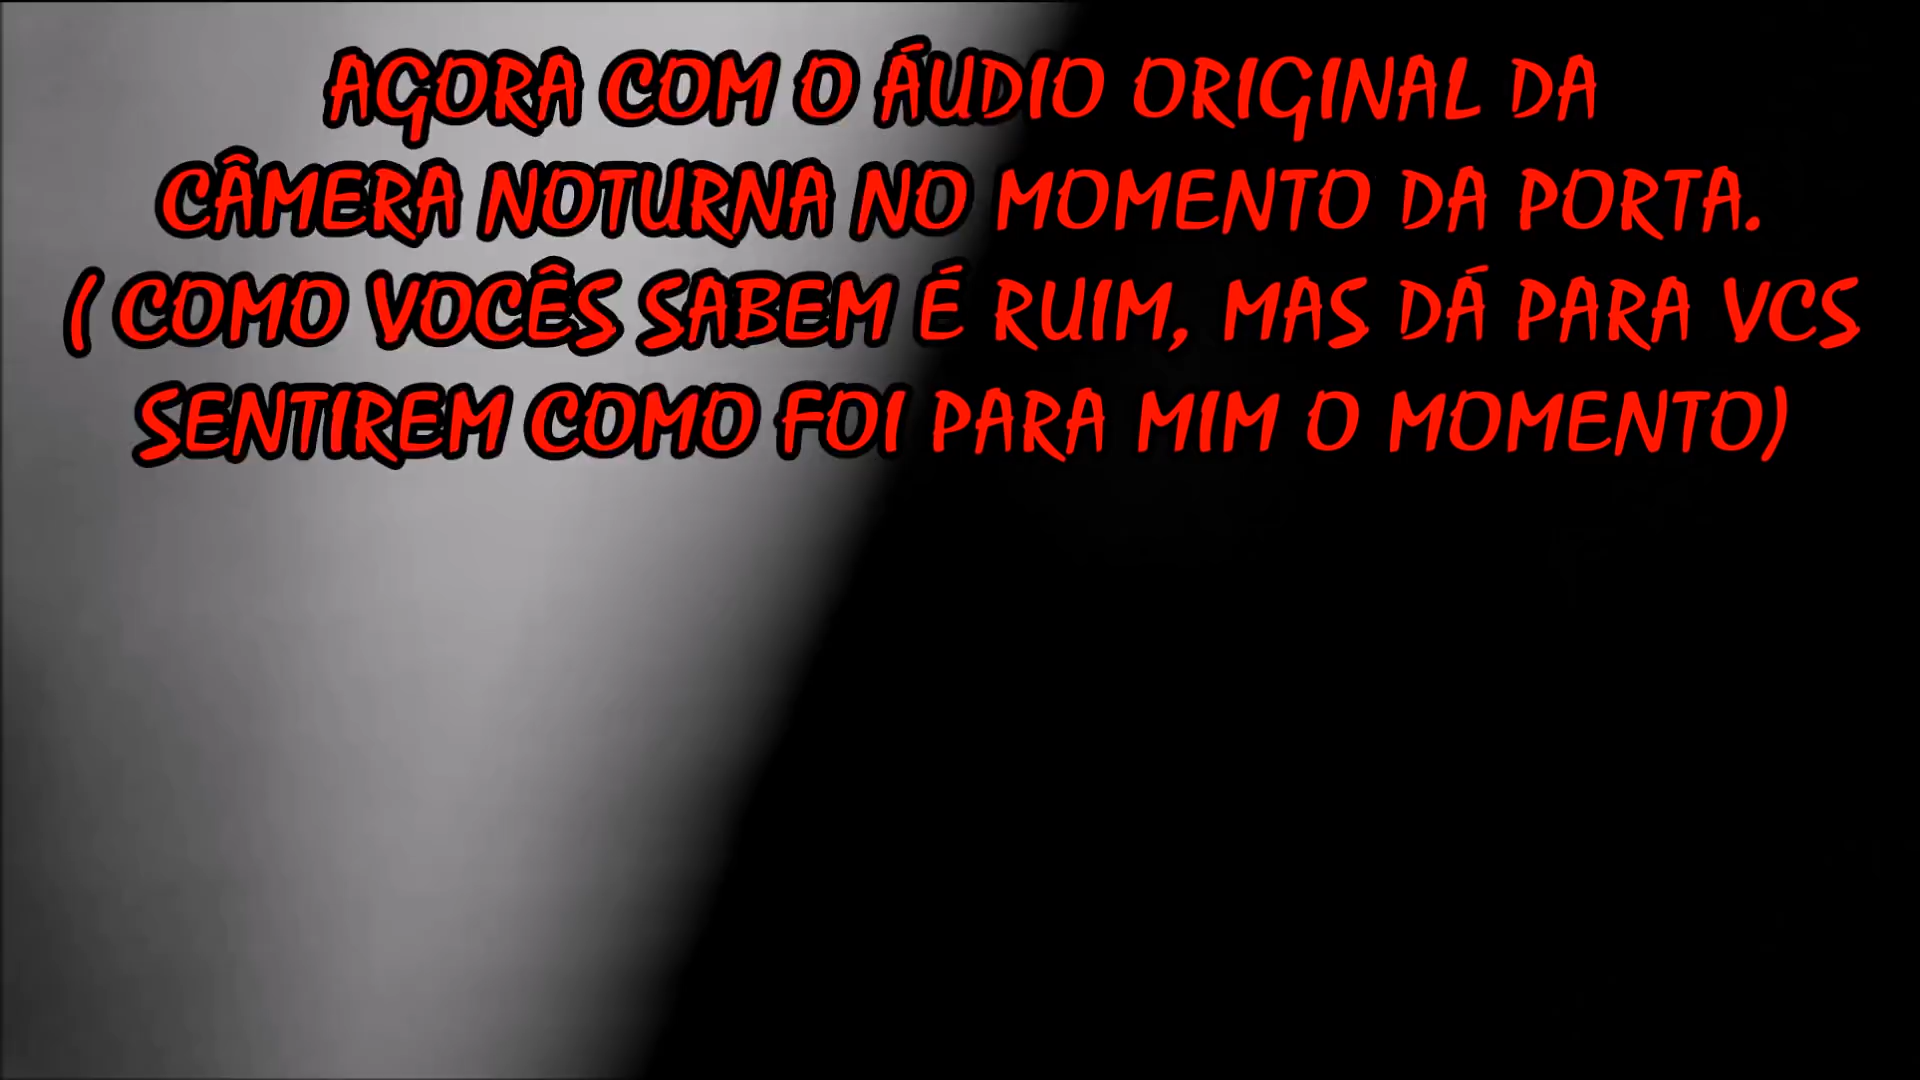 AGORA COM O ÁUDIO ORIGINAL DA
CÂMERA NOTURNA NO MOMENTO DA PORTA.
( COMO VOCÊS SABEM É RUIM, MAS DÁ PARA VCS
SENTIREM COMO FOI PARA MIM O MOMENTO)